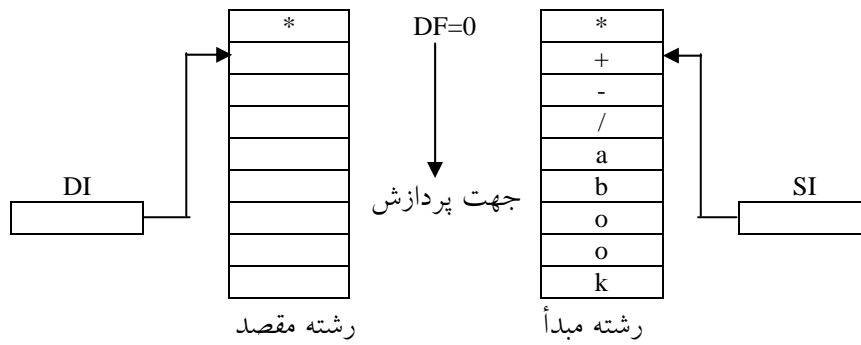 * DF=0 *
+
-
/
a
DI b SI
جهت پردازش
o
o
k
رشته مقصد
رشته مبدأ